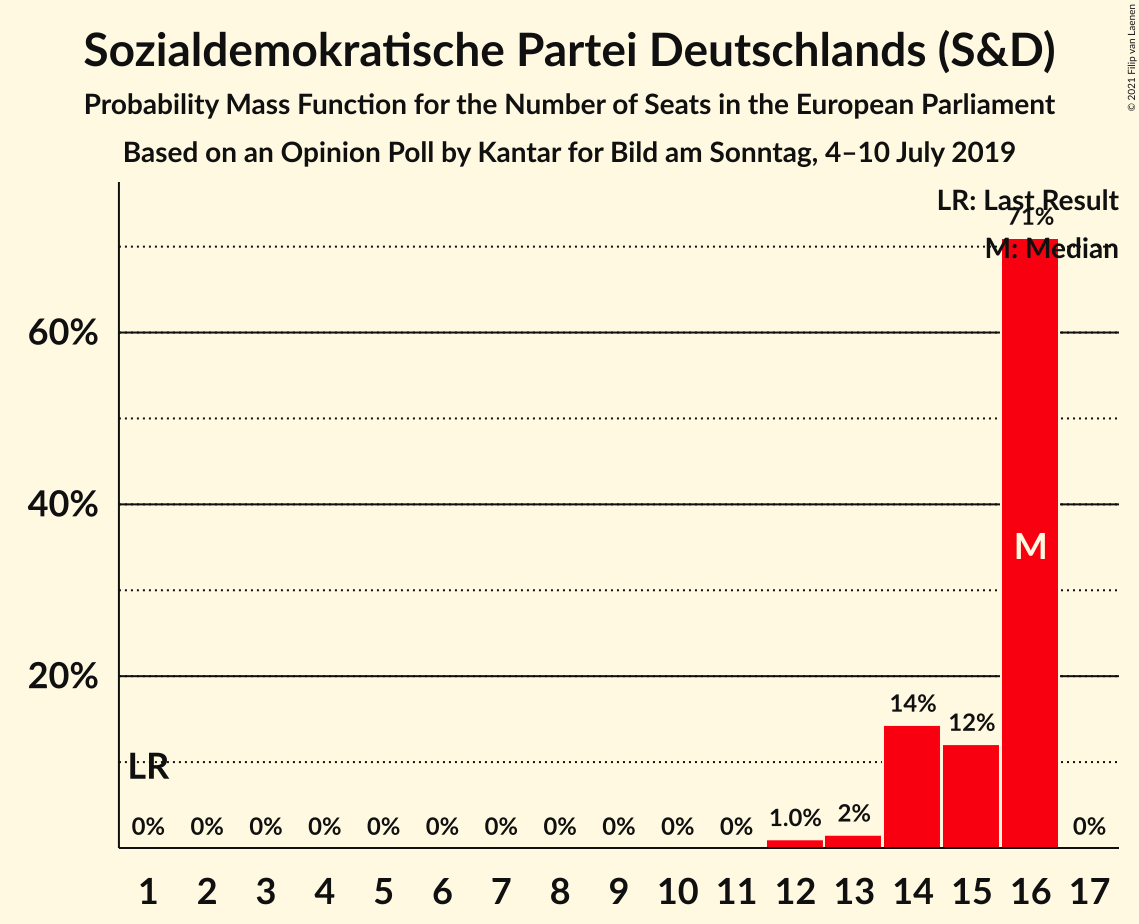 Sozialdemokratische Partei Deutschlands (S&D)
Probability Mass Function for the Number of Seats in the European Parliament
Based on an Opinion Poll by Kantar for Bild am Sonntag, 4–10 July 2019
© 2021 Filip van Laenen
LR: Last Result
71%
M: Median
60%
40%
M
20%
14%
12%
LR
0% 0% 0% 0% 0% 0% 0% 0% 0% 0% 0% 1.0% 2% 0%
1 2 3 4 5 6 7 8 9 10 11 12 13 14 15 16 17